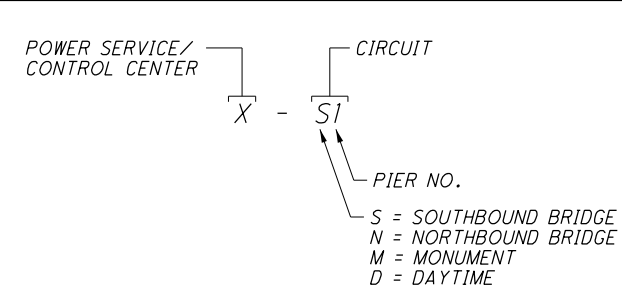 POWER SERVICE/
CONTROL CENTER
CIRCUIT
X - S1
PIER NO.
S = SOUTHBOUND BRIDGE
N = NORTHBOUND BRIDGE
M = MONUMENT
D = DAYTIME